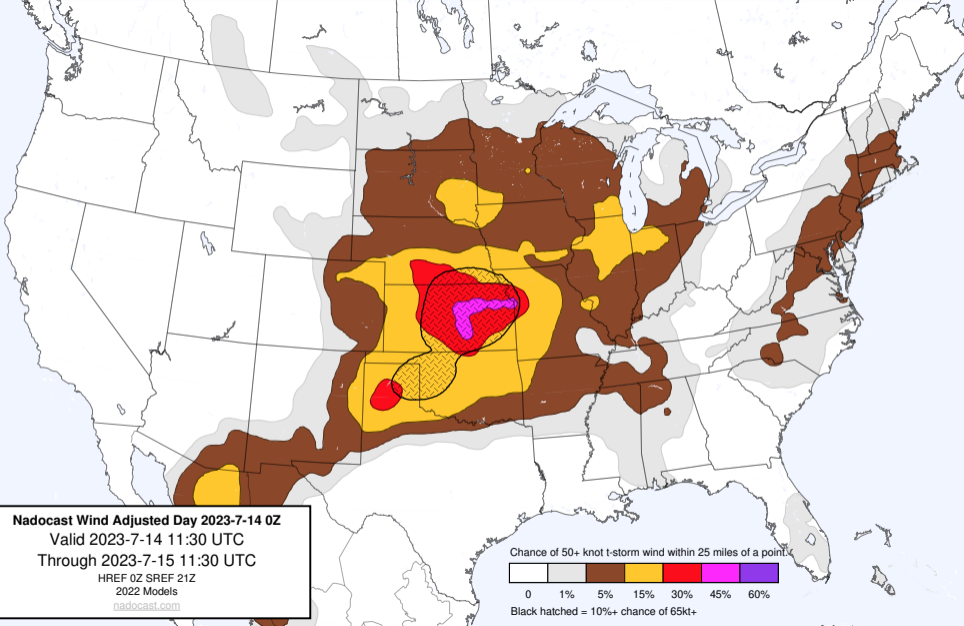 Nadocast Wind Adjusted Day 2023-7-14 0Z
Valid 2023-7-14 11:30 UTC
Through 2023-7-15 11:30 UTC
HREF 0Z SREF 21Z
2022 Models
nadocast.com
Chance of 50+ knot t-storm wind within 25 miles of a point.
0 1% 5% 15% 30% 45% 60%
Black hatched = 10%+ chance of 65kt+